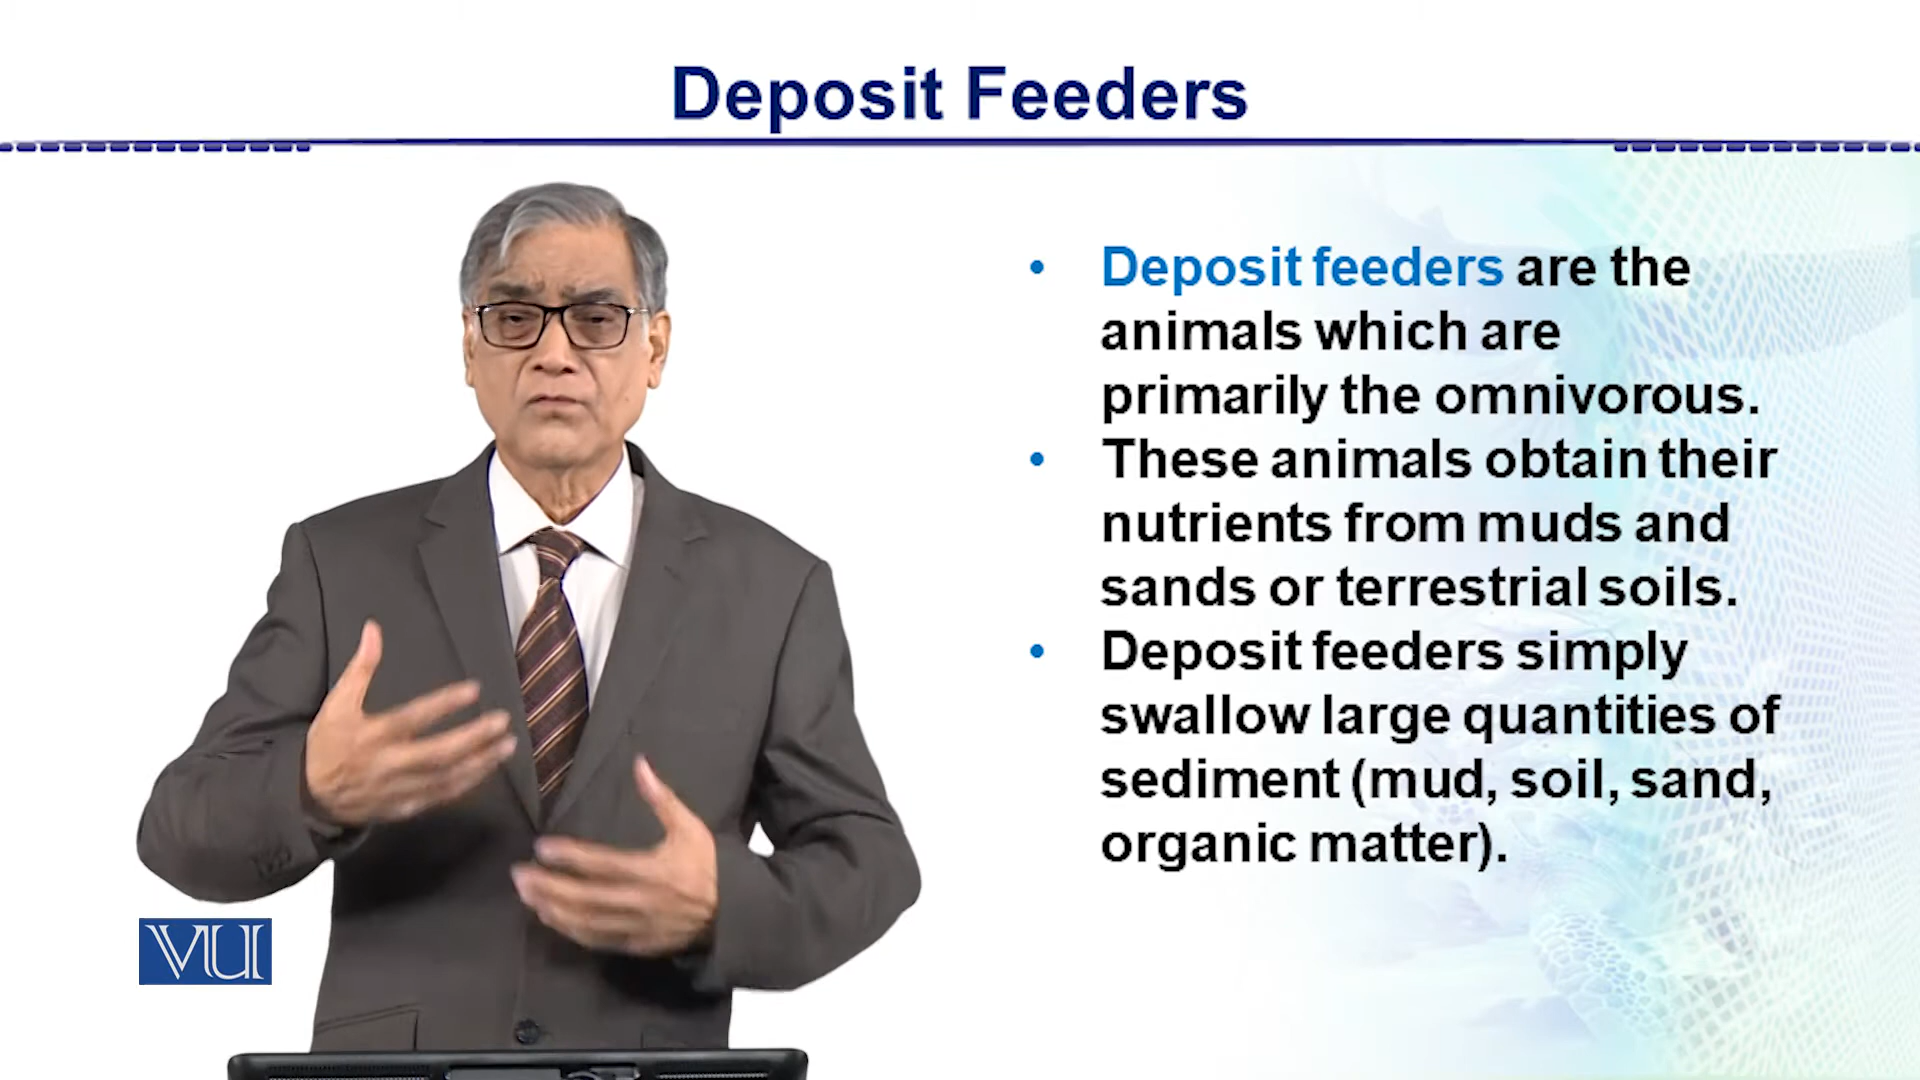 Deposit Feeders
• Deposit feeders are the
animals which are
primarily the omnivorous.
• These animals obtain their
nutrients from muds and
sands or terrestrial soils.
• Deposit feeders simply
swallow large quantities of
sediment (mud, soil, sand,
organic matter).
VU